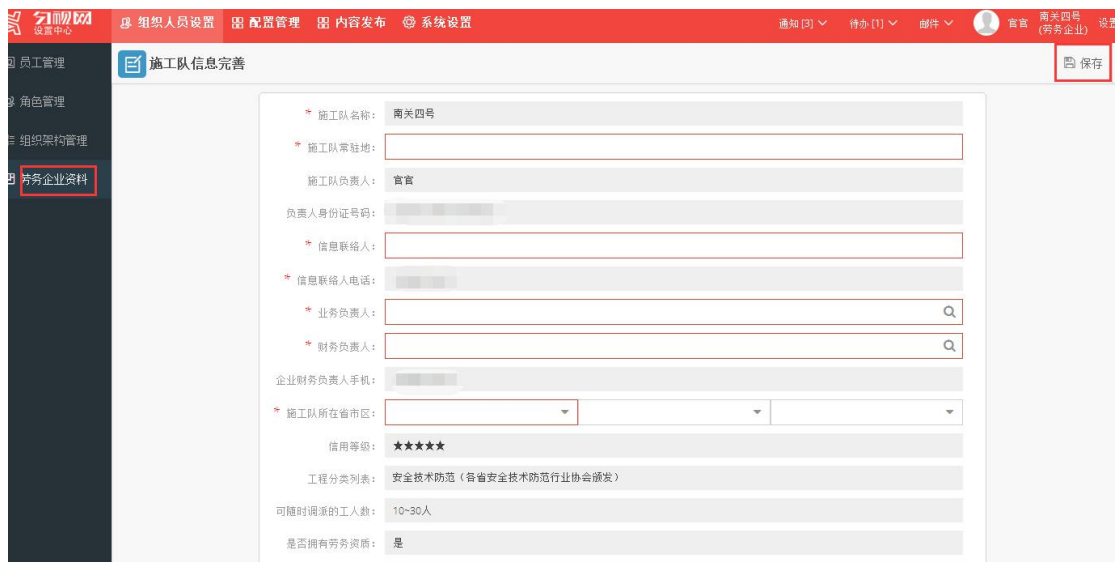 匀视网
设置中心
组织人员设置 配置管理 内容发布 系统设置
通知 [3] 待办 [1] 邮件 官官 南关四号 (劳务企业) 设置
员工管理
角色管理
组织架构管理
劳务企业资料
施工队信息完善 保存
* 施工队名称: 南关四号
* 施工队常驻地:
施工队负责人: 官官
负责人身份证号码:
* 信息联络人:
* 信息联络人电话:
* 业务负责人:
* 财务负责人:
企业财务负责人手机:
* 施工队所在省市区:
信用等级: ★★★★★
工程分类列表: 安全技术防范（各省安全技术防范行业协会颁发）
可随时调派的工人数: 10~30人
是否拥有劳务资质: 是